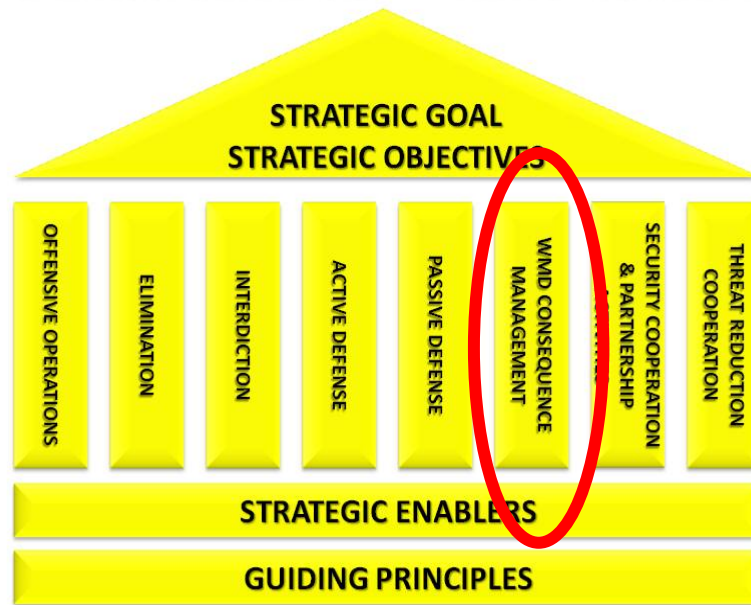 STRATEGIC GOAL
STRATEGIC OBJECTIVES
OFFENSIVE OPERATIONS
ELIMINATION
INTERDICTION
ACTIVE DEFENSE
PASSIVE DEFENSE
WMD CONSEQUENCE
MANAGEMENT
SECURITY COOPERATION
& PARTNERSHIP
THREAT REDUCTION
COOPERATION
STRATEGIC ENABLERS
GUIDING PRINCIPLES